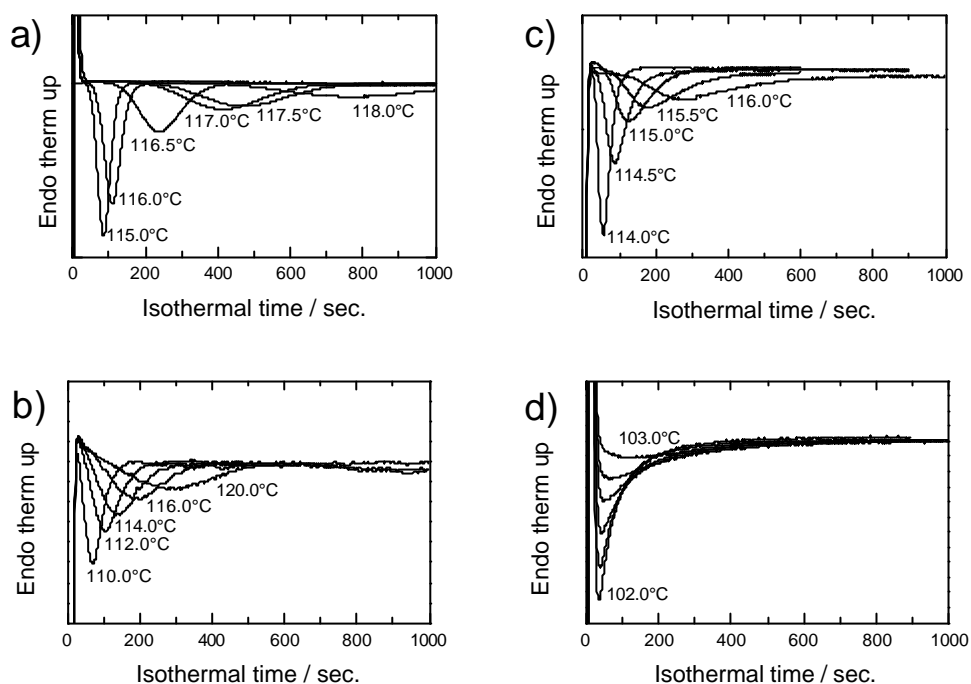 a)
Endo therm up
117.0°C
117.5°C
118.0°C
116.5°C
116.0°C
115.0°C
0 200 400 600 800 1000
Isothermal time / sec.
c)
Endo therm up
116.0°C
115.5°C
115.0°C
114.5°C
114.0°C
0 200 400 600 800 1000
Isothermal time / sec.
b)
Endo therm up
120.0°C
116.0°C
114.0°C
112.0°C
110.0°C
0 200 400 600 800 1000
Isothermal time / sec.
d)
Endo therm up
103.0°C
102.0°C
0 200 400 600 800 1000
Isothermal time / sec.